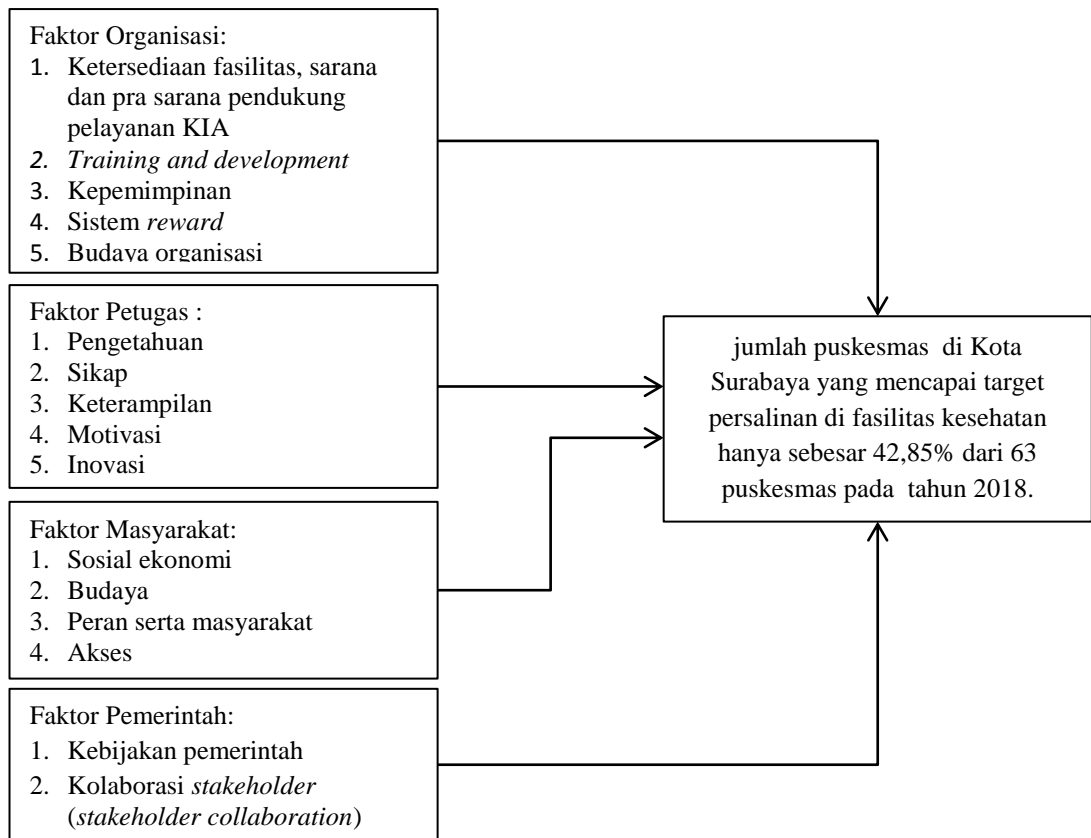 Faktor Organisasi:
1. Ketersediaan fasilitas, sarana
dan pra sarana pendukung
pelayanan KIA
2. Training and development
3. Kepemimpinan
4. Sistem reward
5. Budaya organisasi
Faktor Petugas :
1. Pengetahuan
2. Sikap
3. Keterampilan
4. Motivasi
5. Inovasi
Faktor Masyarakat:
1. Sosial ekonomi
2. Budaya
3. Peran serta masyarakat
4. Akses
Faktor Pemerintah:
1. Kebijakan pemerintah
2. Kolaborasi stakeholder
(stakeholder collaboration)
jumlah puskesmas di Kota
Surabaya yang mencapai target
persalinan di fasilitas kesehatan
hanya sebesar 42,85% dari 63
puskesmas pada tahun 2018.